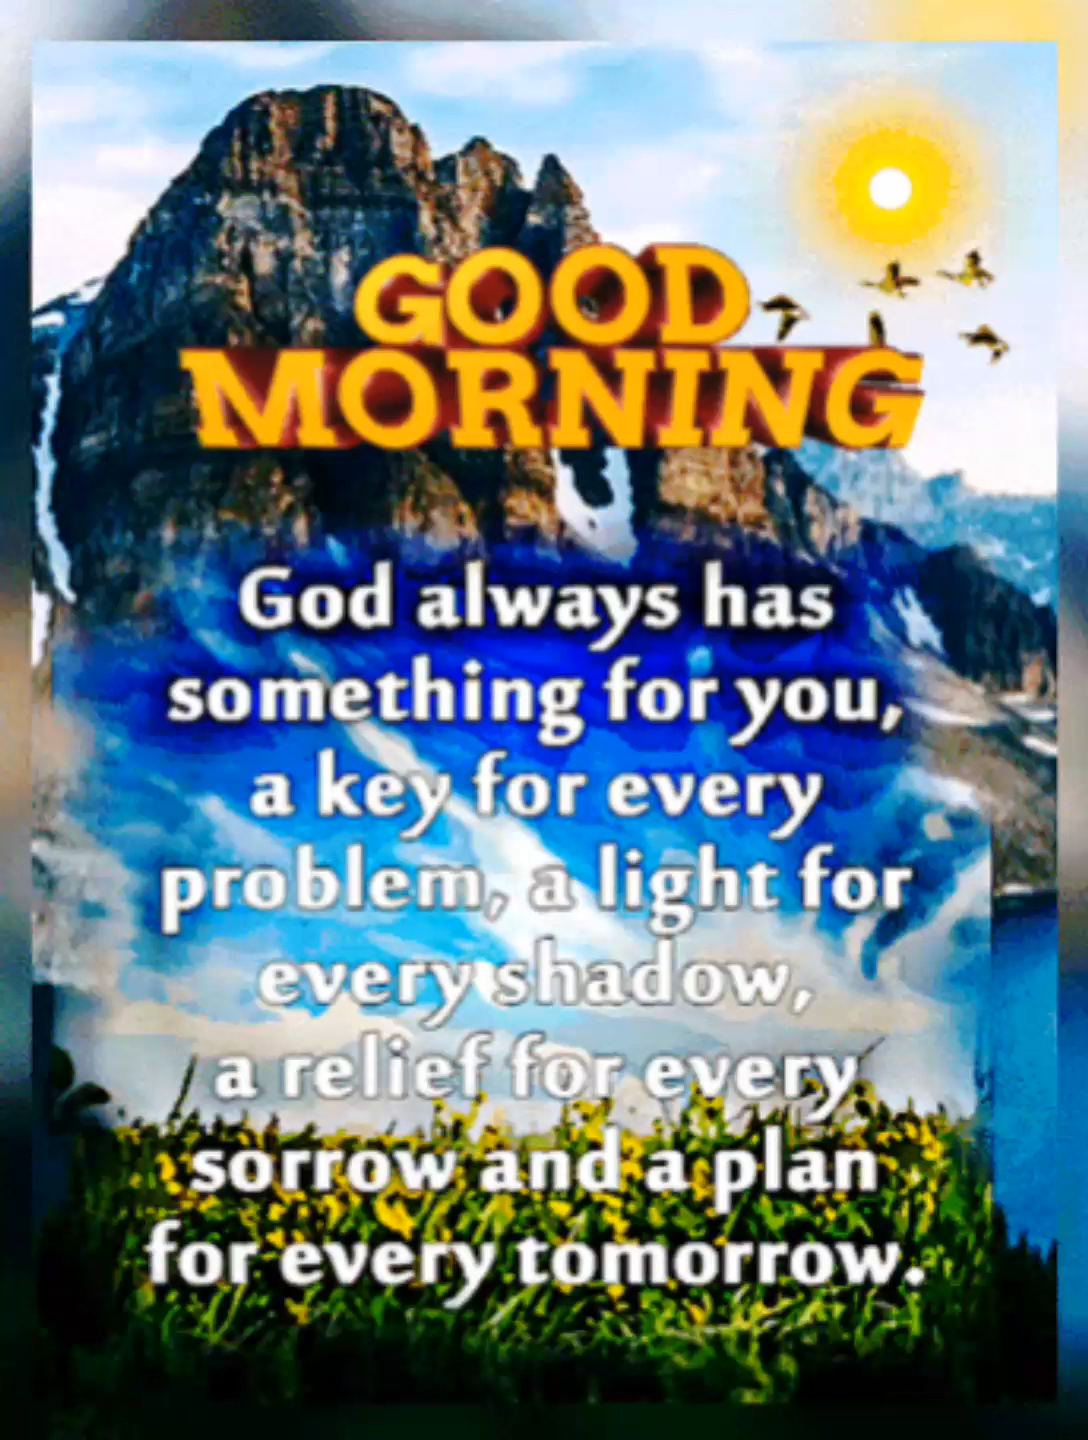 GOOD
MORNING
God always has
something for you,
a key for every
problem, a light for
every shadow,
a relief for every
sorrow and a plan
for every tomorrow.